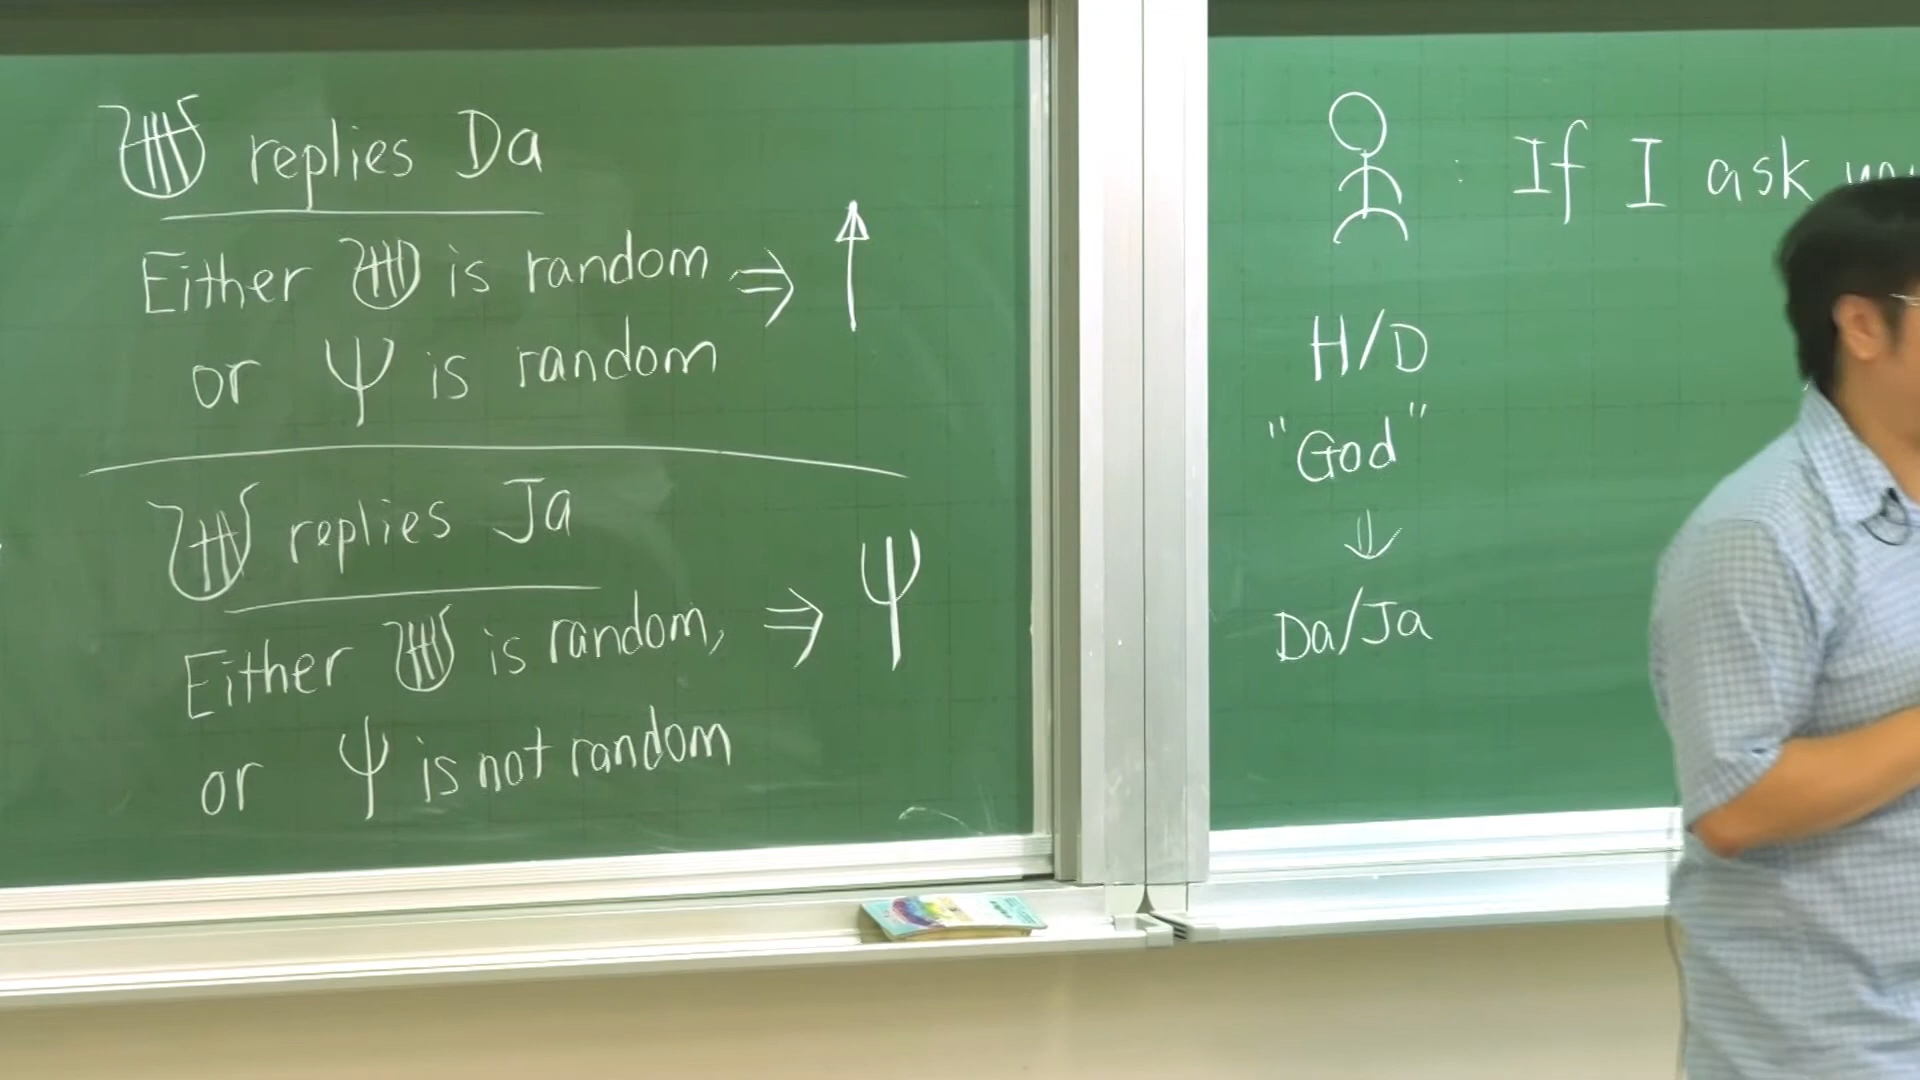 replies Da
Either is random ⇒ ↑
or Ψ is random
replies Ja
Either is random, ⇒ Ψ
or Ψ is not random
: If I ask
H/D
"God"
⇓
Da/Ja